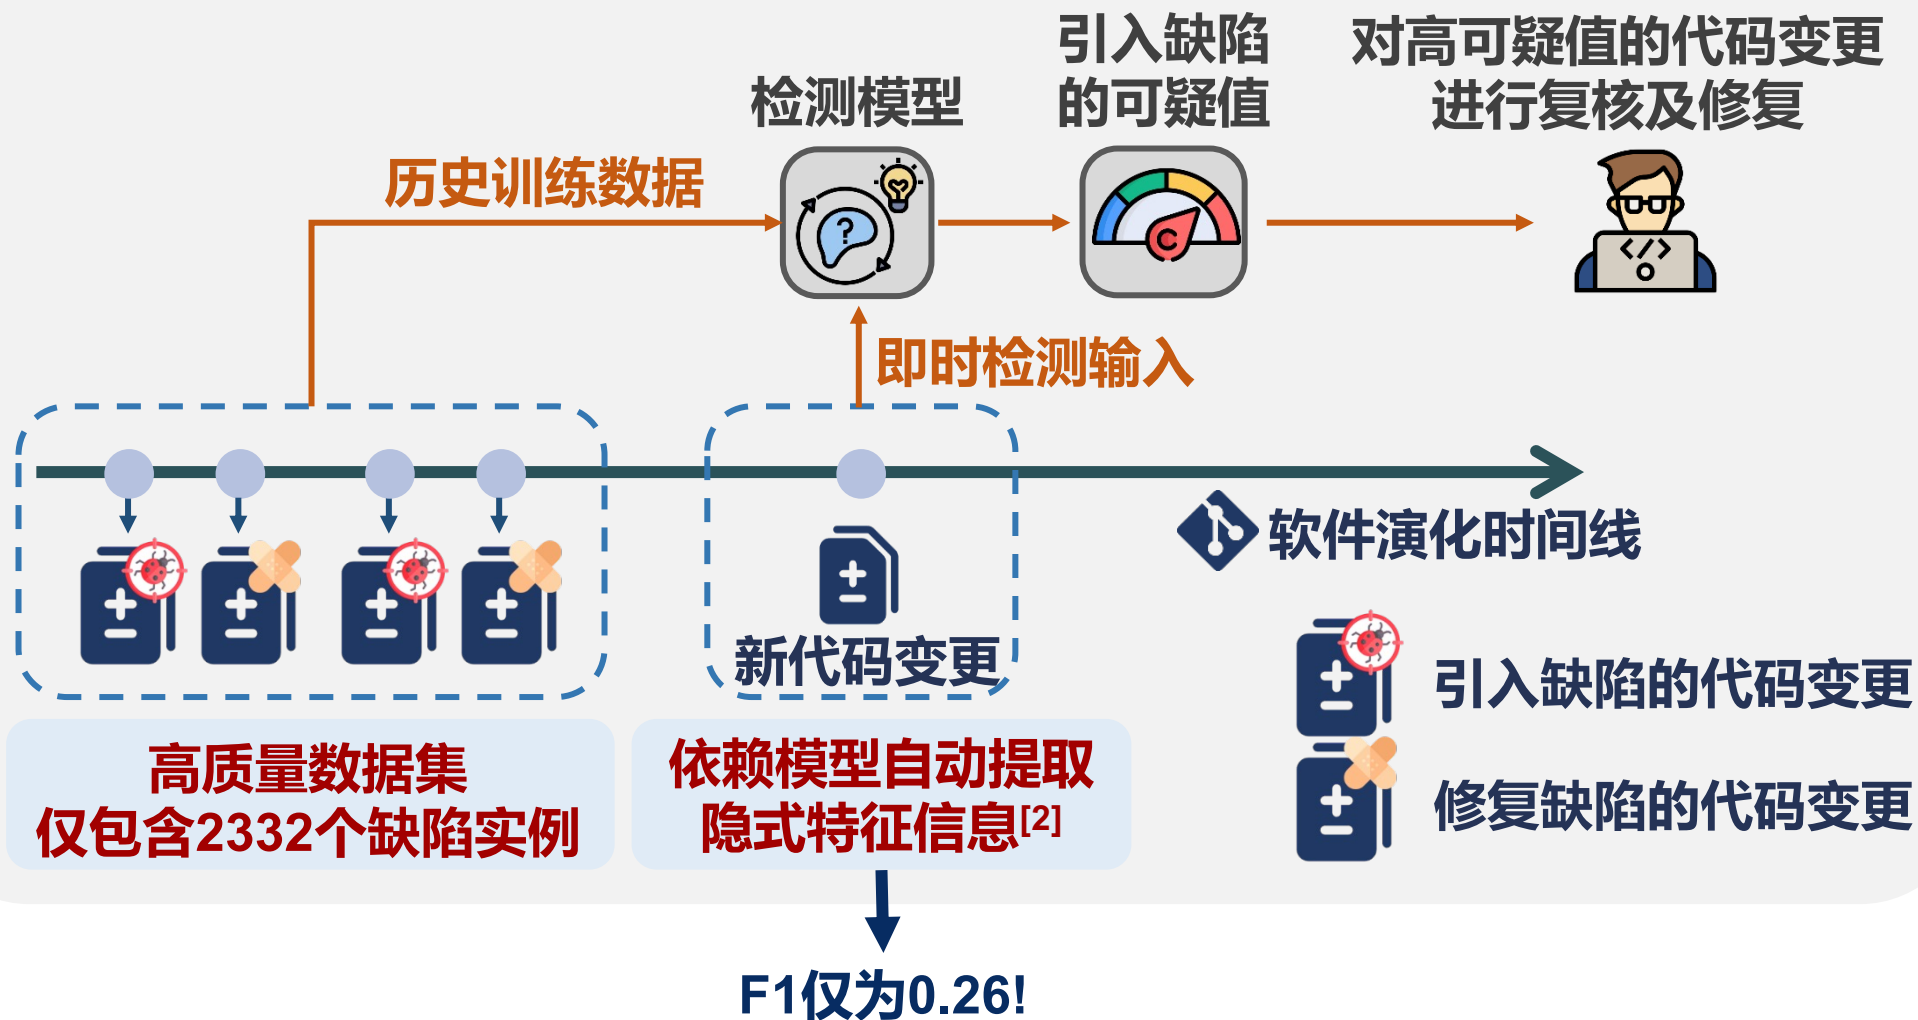 引入缺陷
的可疑值
对高可疑值的代码变更
进行复核及修复
检测模型
历史训练数据
?
C
即时检测输入
软件演化时间线
新代码变更
引入缺陷的代码变更
修复缺陷的代码变更
高质量数据集
仅包含2332个缺陷实例
依赖模型自动提取
隐式特征信息[2]
F1仅为0.26!